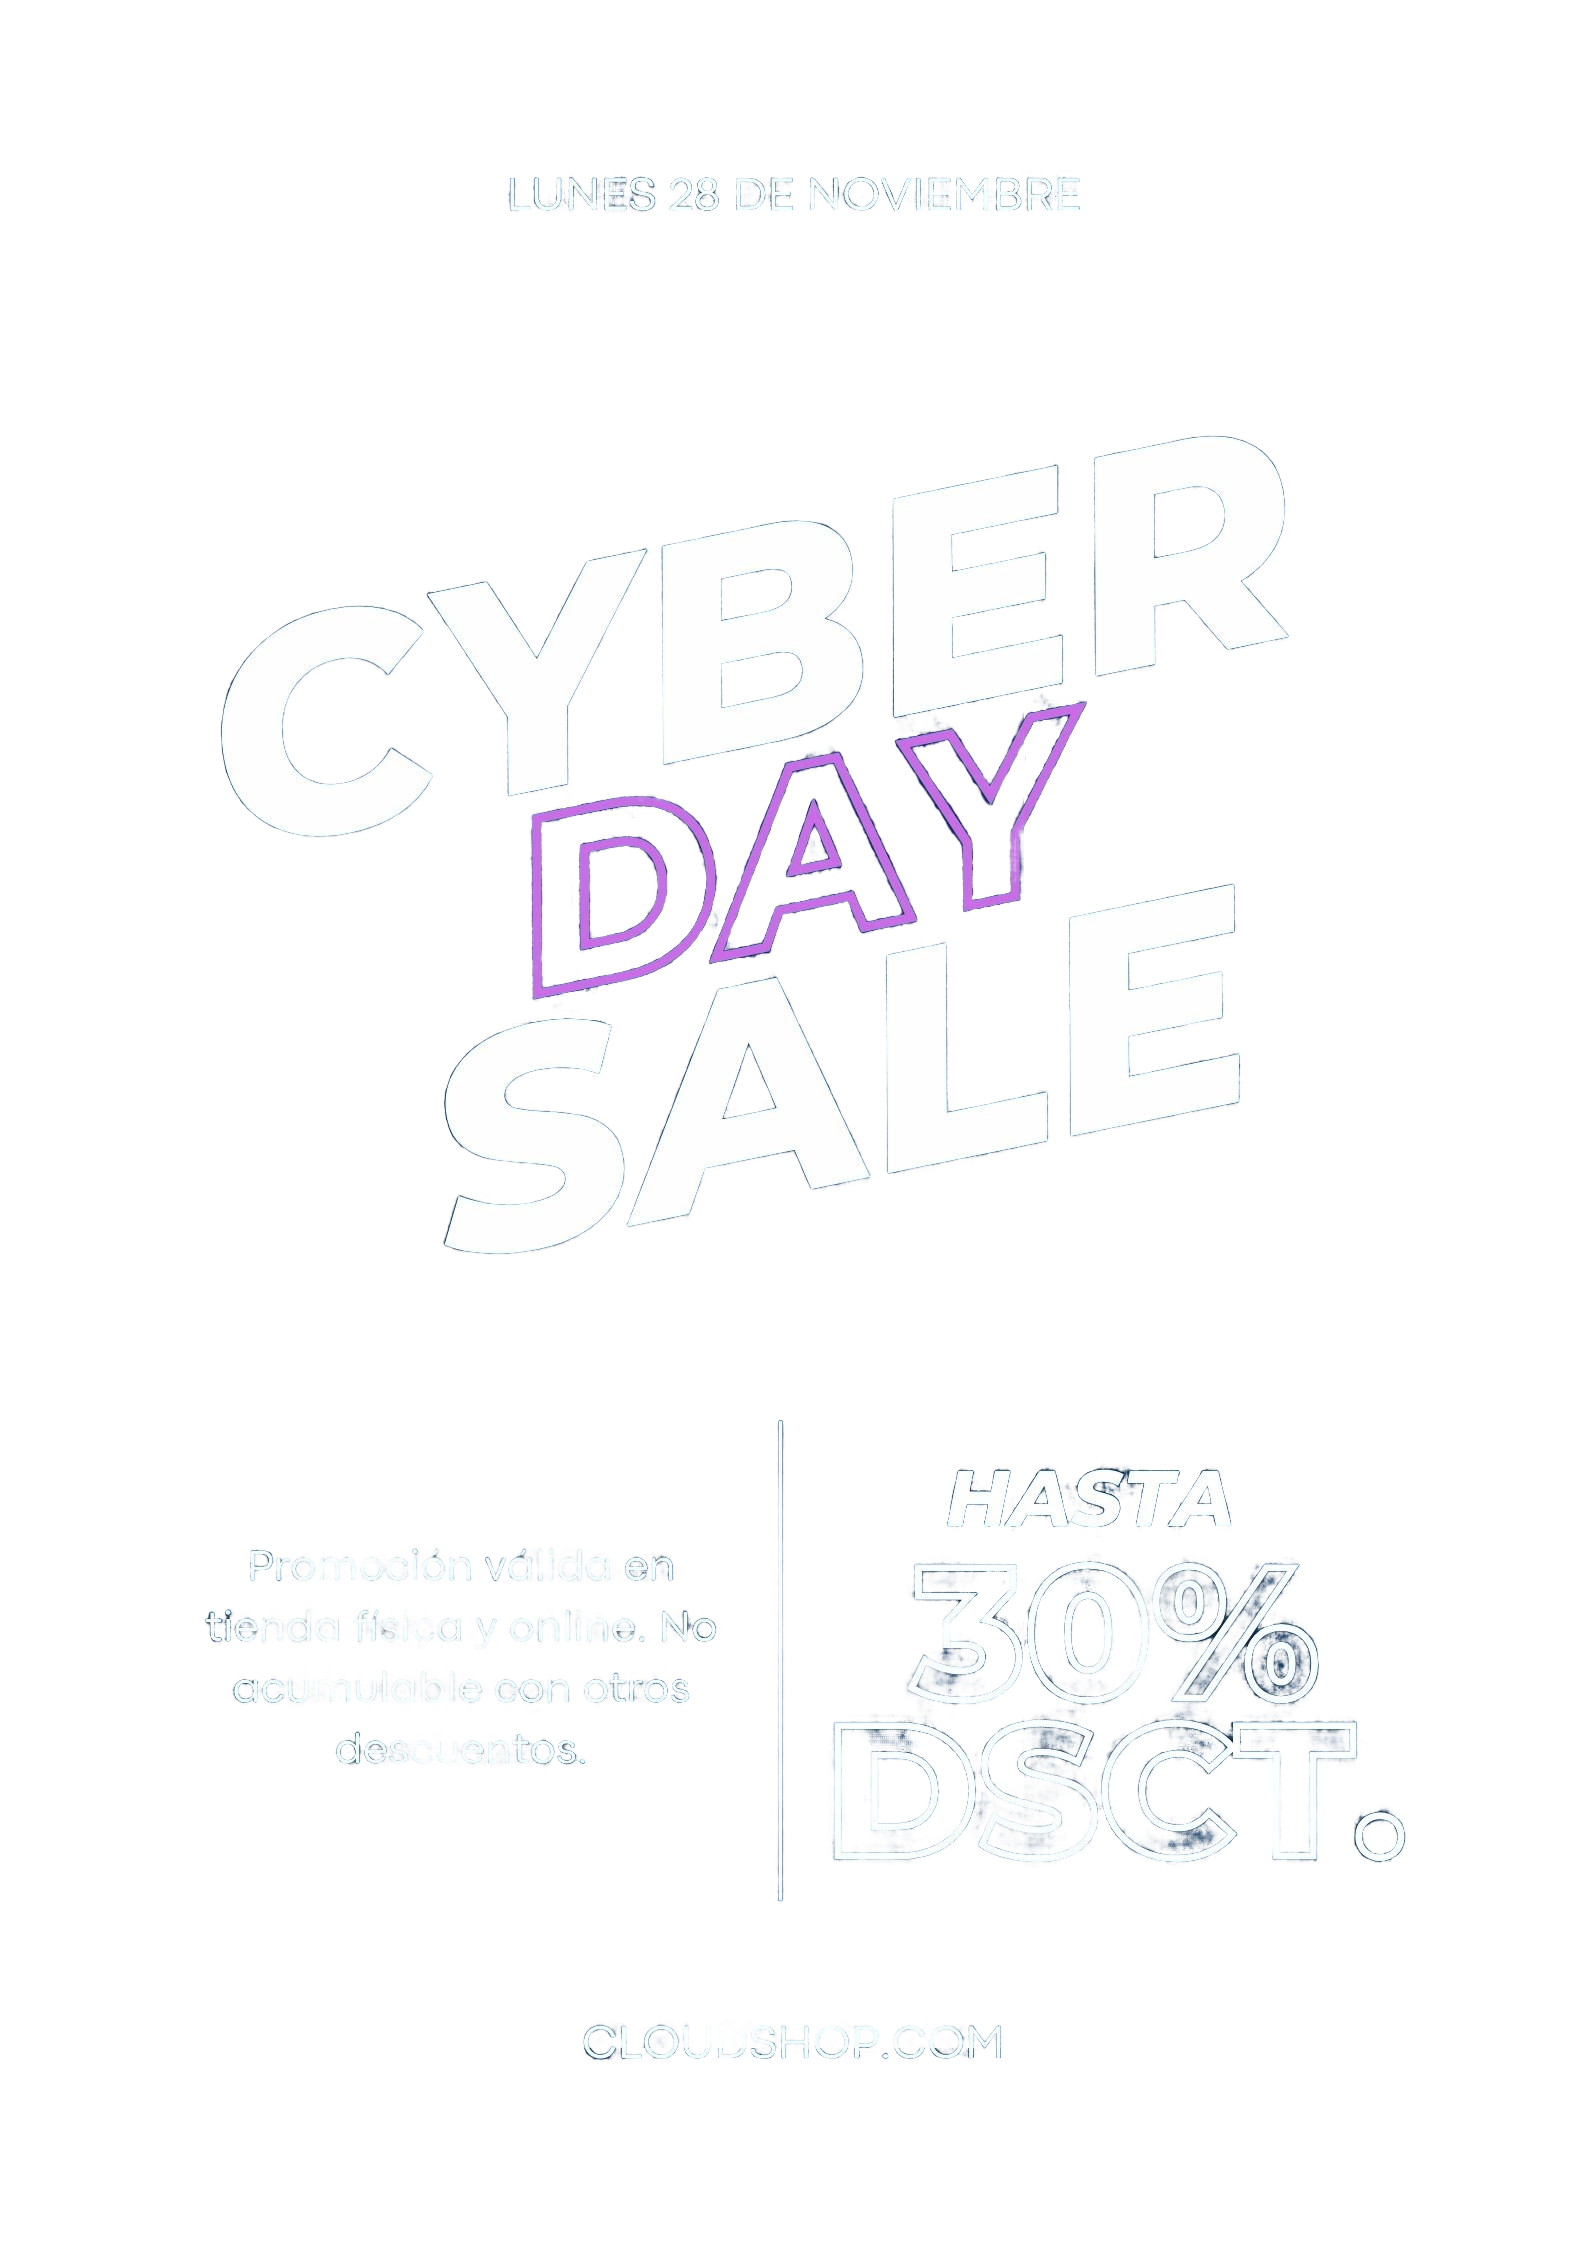 LUNES 28 DE NOVIEMBRE
CYBER
DAY
SALE
Promoción válida en
tienda física y online. No
acumulable con otros
descuentos.
HASTA
30%
DSCT.
CLOUDSHOP.COM